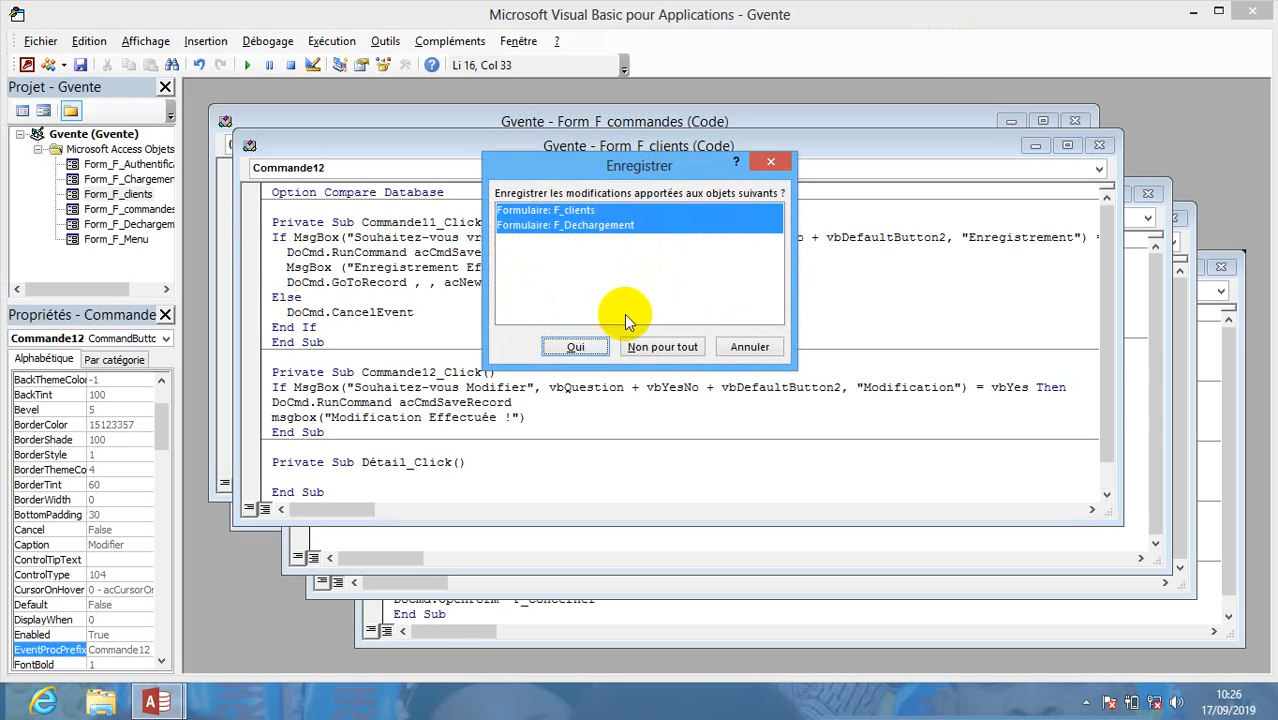 Microsoft Visual Basic pour Applications - Gvente
Fichier Edition Affichage Insertion Format Débogage Exécution Outils Compléments Fenêtre ?
Li 16, Col 33
Projet - Gvente
Gvente (Gvente)
Microsoft Access Objets
Form_F_Authentifica
Form_F_Chargemen
Form_F_clients
Form_F_commandes
Form_F_Dechargem
Form_F_Menu
Propriétés - Commande
Commande12 CommandButto
Alphabétique Par catégorie
BackThemeColo -1
BackTint 100
Bevel 5
BorderColor 15123357
BorderShade 100
BorderStyle 1
BorderThemeCo 4
BorderTint 60
BorderWidth 0
BottomPadding 30
Cancel False
Caption Modifier
ControlTipText
ControlType 104
CursorOnHover 0 - acCursorOn
Default False
DisplayWhen 0
Enabled True
EventProcPrefix Commande12
FontBold 1
Gvente - Form_F_commandes (Code)
Gvente - Form_F_clients (Code)
Commande12
Option Compare Database
Private Sub Commande11_Click
If MsgBox("Souhaitez-vous vr o + vbDefaultButton2, "Enregistrement") =
DoCmd.RunCommand acCmdSave
MsgBox ("Enregistrement Ef
DoCmd.GoToRecord , , acNew
Else
DoCmd.CancelEvent
End If
End Sub
Private Sub Commande12_Click()
If MsgBox("Souhaitez-vous Modifier", vbQuestion + vbYesNo + vbDefaultButton2, "Modification") = vbYes Then
DoCmd.RunCommand acCmdSaveRecord
msgbox("Modification Effectuée !")
End Sub
Private Sub Détail_Click()
End Sub
End Sub
Enregistrer
?
Enregistrer les modifications apportées aux objets suivants ?
Formulaire: F_clients
Formulaire: F_Dechargement
Oui Non pour tout Annuler
10:26
17/09/2019